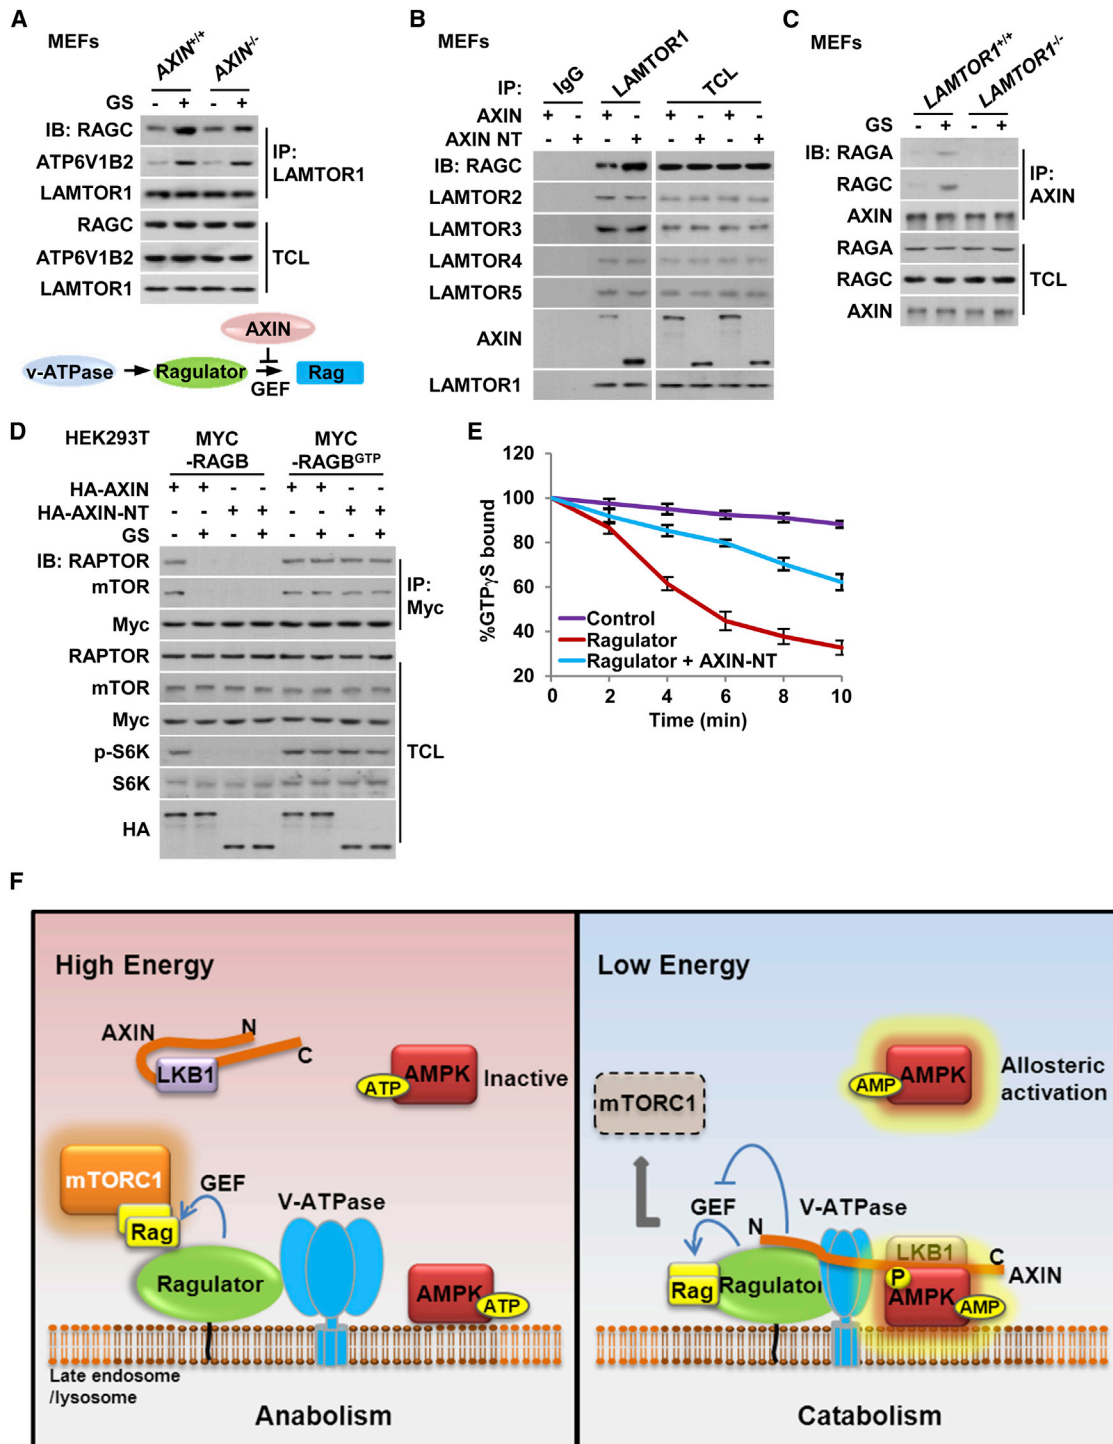 A
MEFs
AXIN+/+
AXIN-/-
GS - + - +
IB: RAGC
ATP6V1B2
LAMTOR1
IP:
LAMTOR1
RAGC
ATP6V1B2
LAMTOR1
TCL
AXIN
v-ATPase
Ragulator
GEF
Rag
B
MEFs
IP:
IgG
LAMTOR1
TCL
AXIN + - + - + - + -
AXIN NT - + - + - + - +
IB: RAGC
LAMTOR2
LAMTOR3
LAMTOR4
LAMTOR5
AXIN
LAMTOR1
C
MEFs
LAMTOR1+/+
LAMTOR1-/-
GS - + - +
IB: RAGA
RAGC
AXIN
IP:
AXIN
RAGA
RAGC
AXIN
TCL
D
HEK293T
MYC
-RAGB
MYC
-RAGBGTP
HA-AXIN + + - - + + - -
HA-AXIN-NT - - + + - - + +
GS - + - + - + - +
IB: RAPTOR
mTOR
Myc
IP:
Myc
RAPTOR
mTOR
Myc
p-S6K
S6K
HA
TCL
E
120
100
80
60
40
20
%GTPγS bound
Control
Ragulator
Ragulator + AXIN-NT
0 2 4 6 8 10
Time (min)
F
High Energy
AXIN
N
C
LKB1
ATP
AMPK
Inactive
mTORC1
Rag
GEF
V-ATPase
Ragulator
AMPK
ATP
Late endosome
/lysosome
Anabolism
Low Energy
AMP
AMPK
Allosteric
activation
mTORC1
GEF
N
V-ATPase
Rag
Ragulator
LKB1
C
AXIN
P
AMPK
AMP
Catabolism